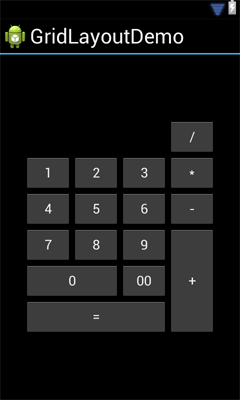 GridLayoutDemo
/
1 2 3 *
4 5 6 -
7 8 9
0 00 +
=